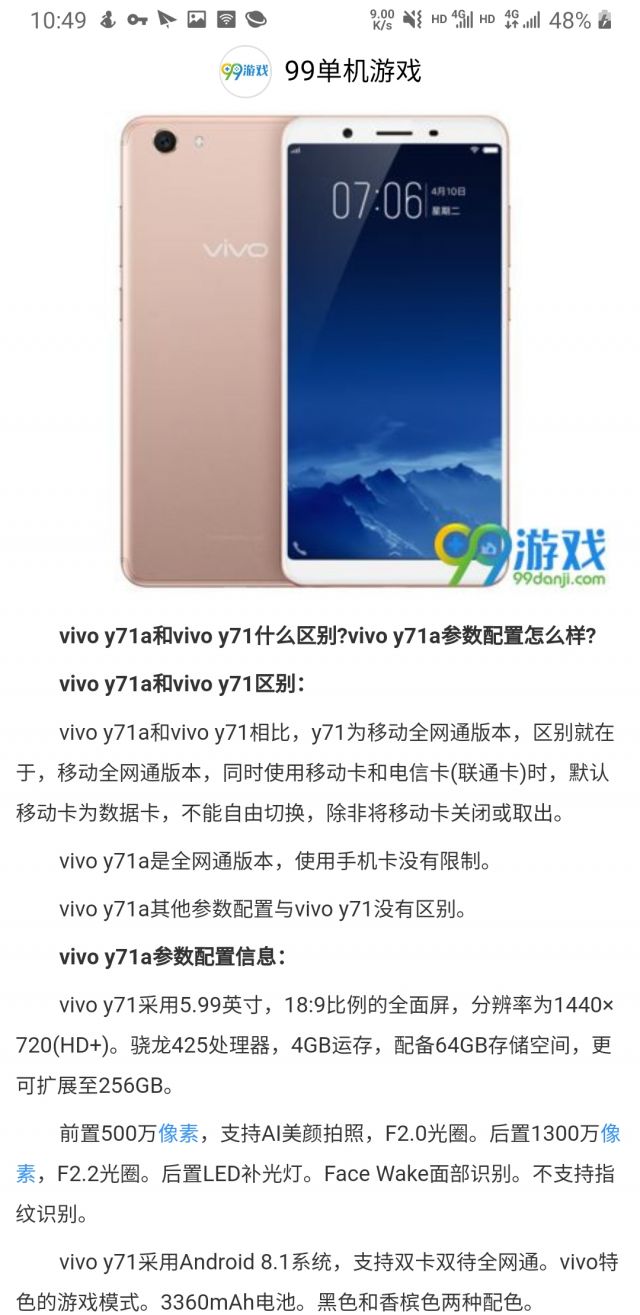 10:49
9.00 K/s HD 4G HD 4G 48%
99游戏 99单机游戏
vivo
07:06
4月10日
星期二
99游戏
99danji.com
vivo y71a和vivo y71什么区别?vivo y71a参数配置怎么样?
vivo y71a和vivo y71区别：
vivo y71a和vivo y71相比，y71为移动全网通版本，区别就在
于，移动全网通版本，同时使用移动卡和电信卡(联通卡)时，默认
移动卡为数据卡，不能自由切换，除非将移动卡关闭或取出。
vivo y71a是全网通版本，使用手机卡没有限制。
vivo y71a其他参数配置与vivo y71没有区别。
vivo y71a参数配置信息：
vivo y71采用5.99英寸，18:9比例的全面屏，分辨率为1440×
720(HD+)。骁龙425处理器，4GB运存，配备64GB存储空间，更
可扩展至256GB。
前置500万像素，支持AI美颜拍照，F2.0光圈。后置1300万像
素，F2.2光圈。后置LED补光灯。Face Wake面部识别。不支持指
纹识别。
vivo y71采用Android 8.1系统，支持双卡双待全网通。vivo特
色的游戏模式。3360mAh电池。黑色和香槟色两种配色。